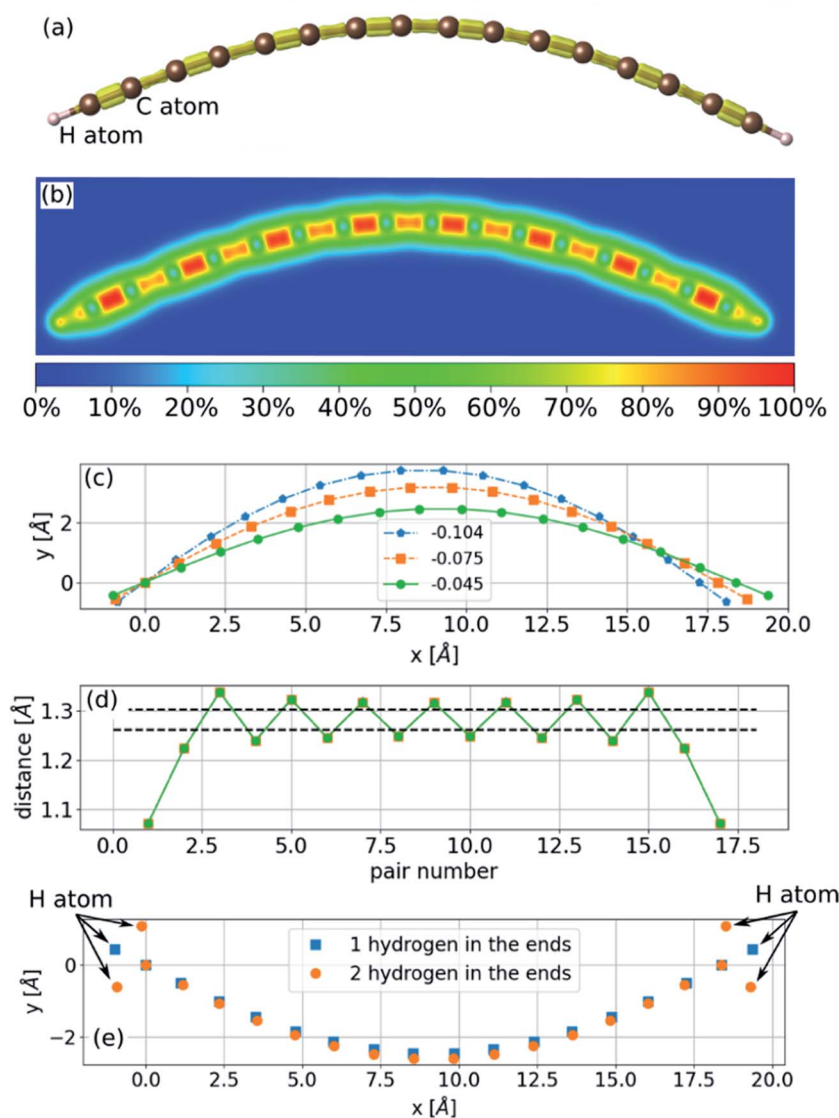 (a)
C atom
H atom
(b)
0% 10% 20% 30% 40% 50% 60% 70% 80% 90% 100%
(c)
y [Å]
2
0
-0.104
-0.075
-0.045
0.0 2.5 5.0 7.5 10.0 12.5 15.0 17.5 20.0
x [Å]
(d)
distance [Å]
1.3
1.2
1.1
0.0 2.5 5.0 7.5 10.0 12.5 15.0 17.5
pair number
H atom
H atom
1 hydrogen in the ends
2 hydrogen in the ends
y [Å]
0
−2
(e)
0.0 2.5 5.0 7.5 10.0 12.5 15.0 17.5 20.0
x [Å]